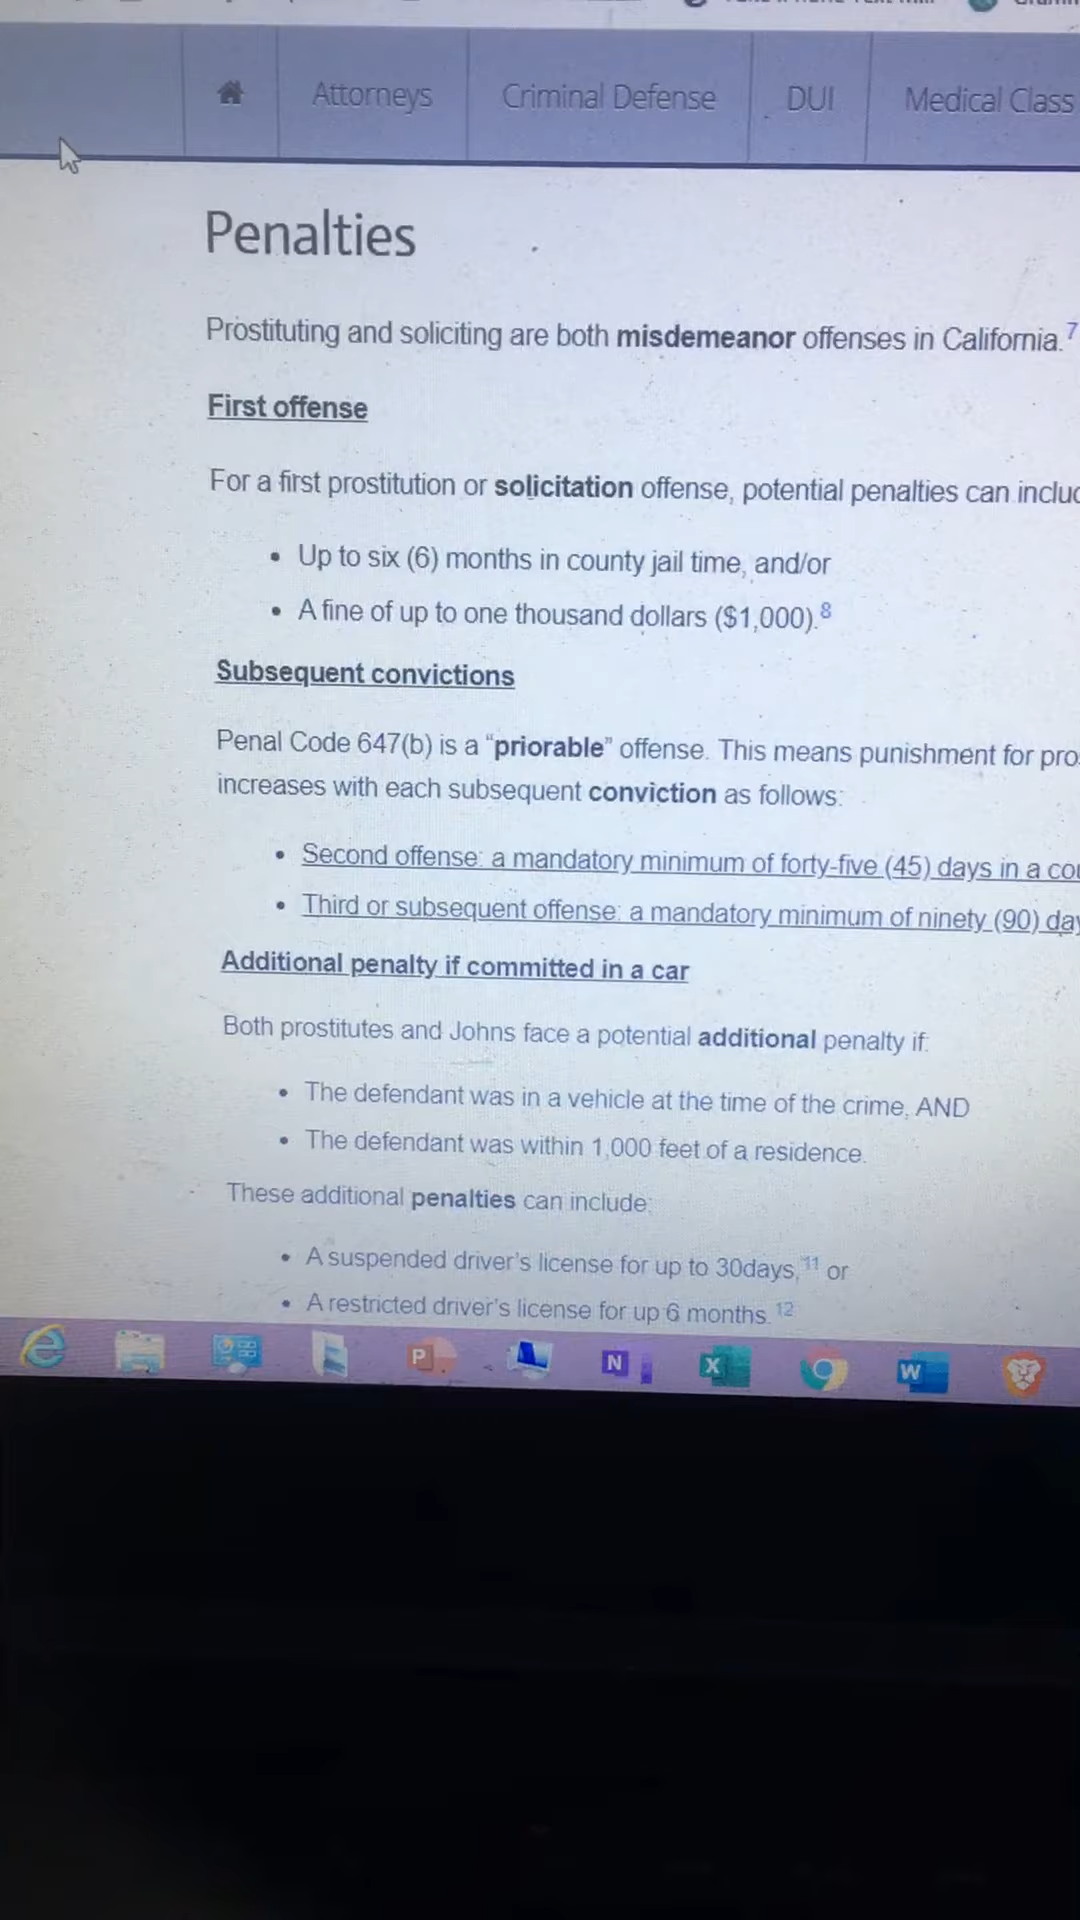 Attorneys Criminal Defense DUI Medical Class
Penalties
Prostituting and soliciting are both misdemeanor offenses in California.7
First offense
For a first prostitution or solicitation offense, potential penalties can includ
• Up to six (6) months in county jail time, and/or
• A fine of up to one thousand dollars ($1,000).8
Subsequent convictions
Penal Code 647(b) is a “priorable” offense. This means punishment for pro
increases with each subsequent conviction as follows:
• Second offense: a mandatory minimum of forty-five (45) days in a cou
• Third or subsequent offense: a mandatory minimum of ninety (90) day
Additional penalty if committed in a car
Both prostitutes and Johns face a potential additional penalty if:
• The defendant was in a vehicle at the time of the crime, AND
• The defendant was within 1,000 feet of a residence.
These additional penalties can include:
• A suspended driver's license for up to 30days,11 or
• A restricted driver's license for up 6 months.12
P N X W